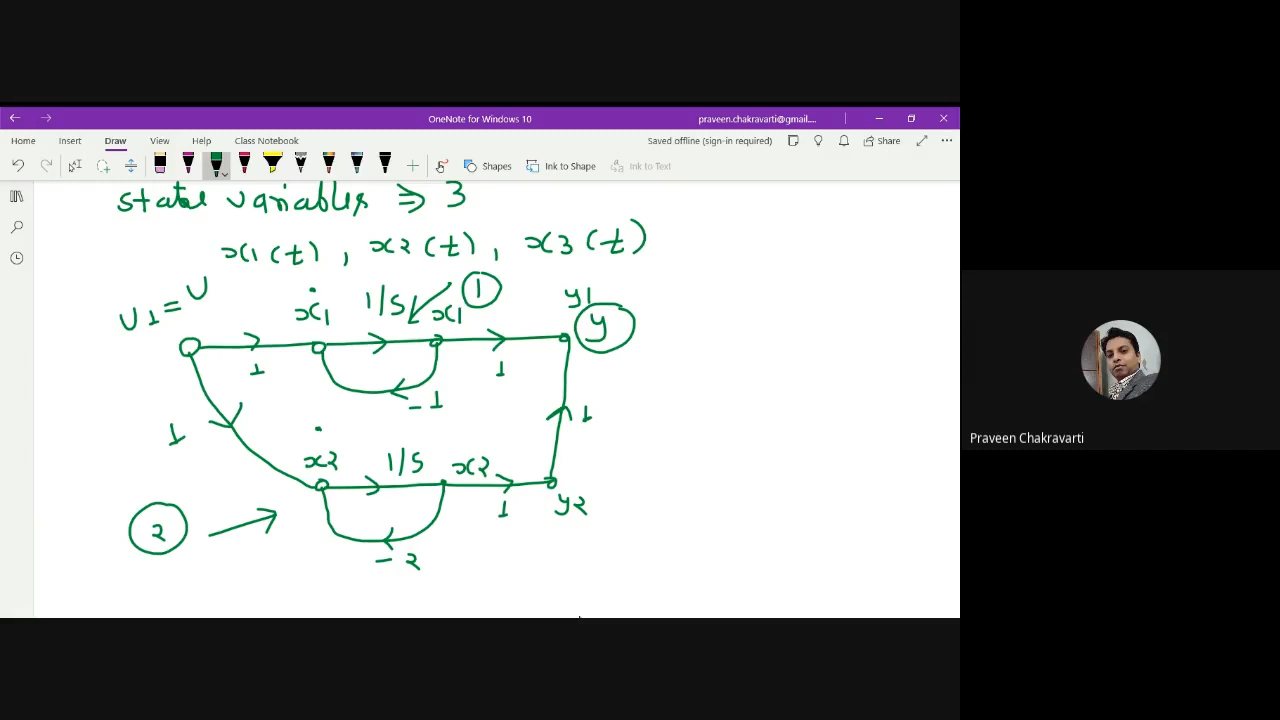 OneNote for Windows 10
praveen.chakravarti@gmail....
Home Insert Draw View Help Class Notebook
Saved offline (sign-in required) Share
Shapes Ink to Shape Ink to Text
state variables ⇒ 3
x1(t), x2(t), x3(t)
U1 = U
ẋ1 1/S x1 1 y1
y
1 1
-1
1 1
ẋ2 1/S x2
1 y2
2
-2
Praveen Chakravarti